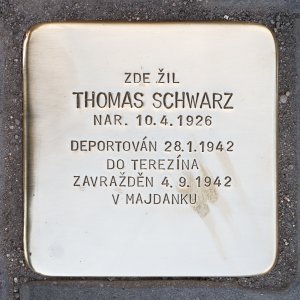 ZDE ŽIL
THOMAS SCHWARZ
NAR. 10.4.1926
DEPORTOVÁN 28.1.1942
DO TEREZÍNA
ZAVRAŽDĚN 4.9.1942
V MAJDANKU